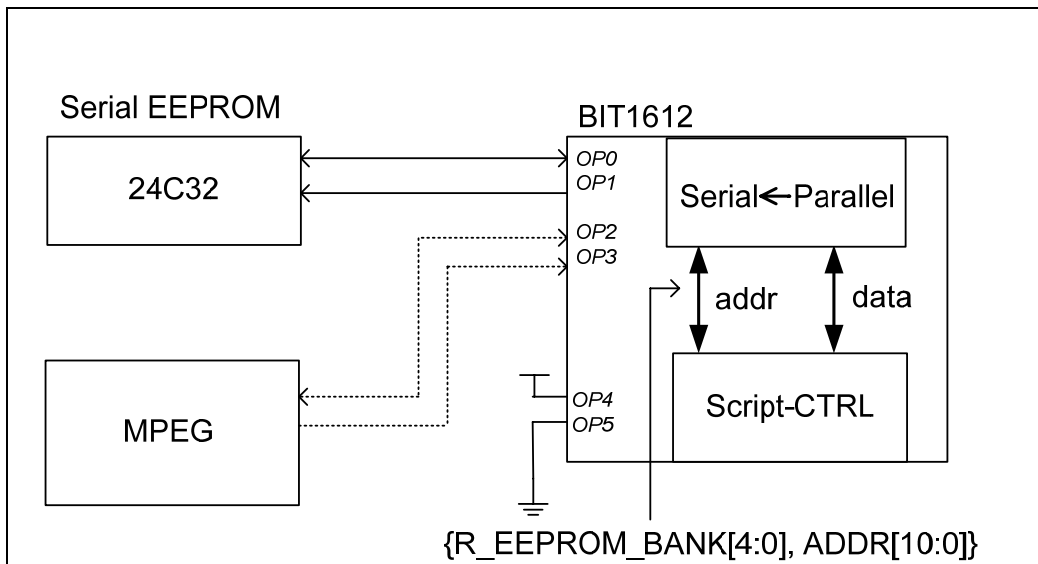 Serial EEPROM
BIT1612
24C32
OP0
OP1
OP2
OP3
Serial←Parallel
addr
data
MPEG
OP4
OP5
Script-CTRL
{R_EEPROM_BANK[4:0], ADDR[10:0]}